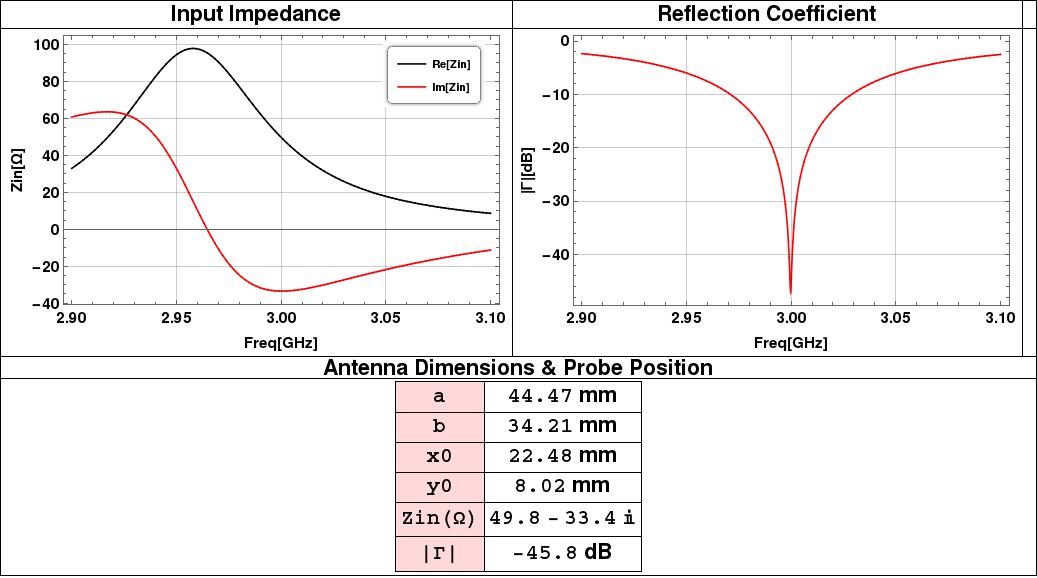 Input Impedance
Reflection Coefficient
100
80
60
40
20
0
−20
−40
Zin[Ω]
Re[Zin]
Im[Zin]
2.90 2.95 3.00 3.05 3.10
Freq[GHz]
0
−10
−20
−30
−40
|Γ|[dB]
2.90 2.95 3.00 3.05 3.10
Freq[GHz]
Antenna Dimensions & Probe Position
a 44.47 mm
b 34.21 mm
x0 22.48 mm
y0 8.02 mm
Zin(Ω) 49.8 − 33.4 i
|Γ| −45.8 dB